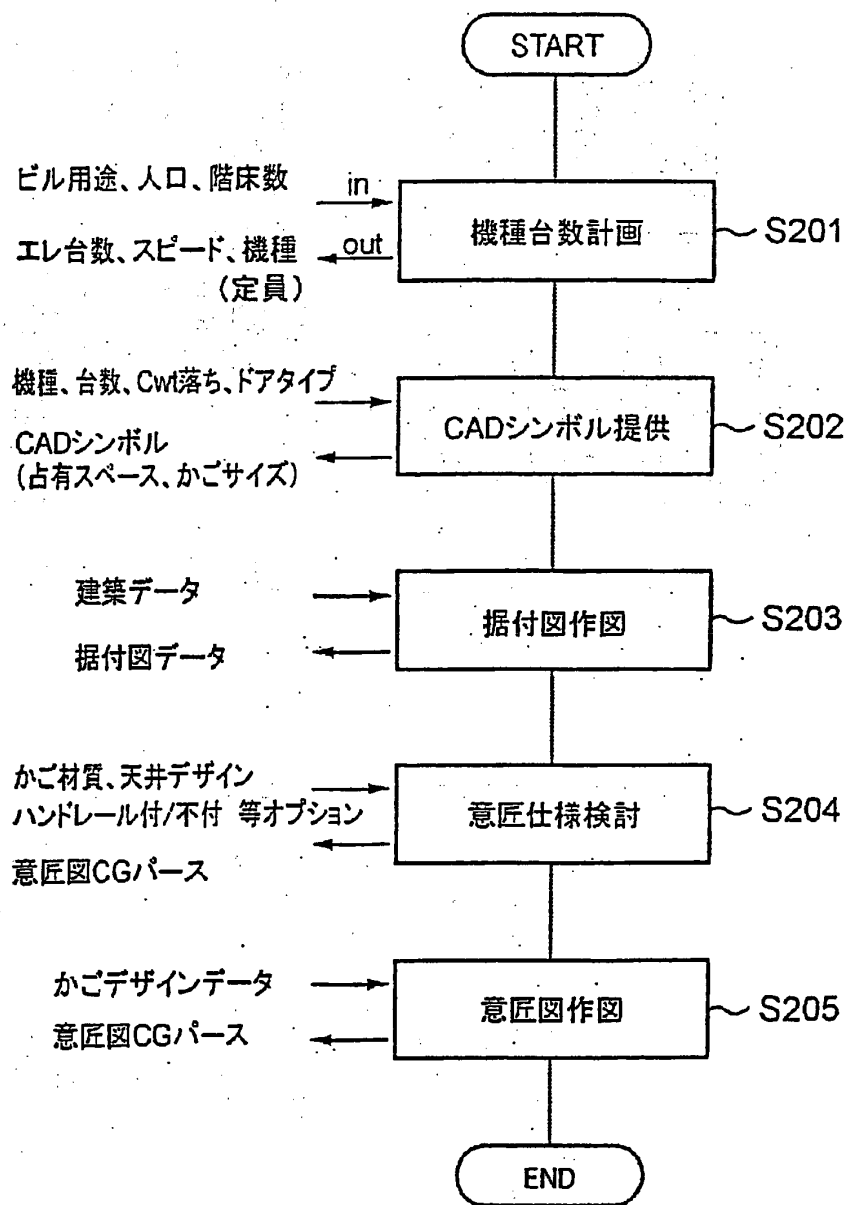 START
ビル用途、人口、階床数
in
機種台数計画
S201
エレ台数、スピード、機種
out
(定員)
機種、台数、Cwt落ち、ドアタイプ
CADシンボル提供
S202
CADシンボル
(占有スペース、かごサイズ)
建築データ
据付図作図
S203
据付図データ
かご材質、天井デザイン
ハンドレール付/不付 等オプション
意匠仕様検討
S204
意匠図CGパース
かごデザインデータ
意匠図作図
S205
意匠図CGパース
END